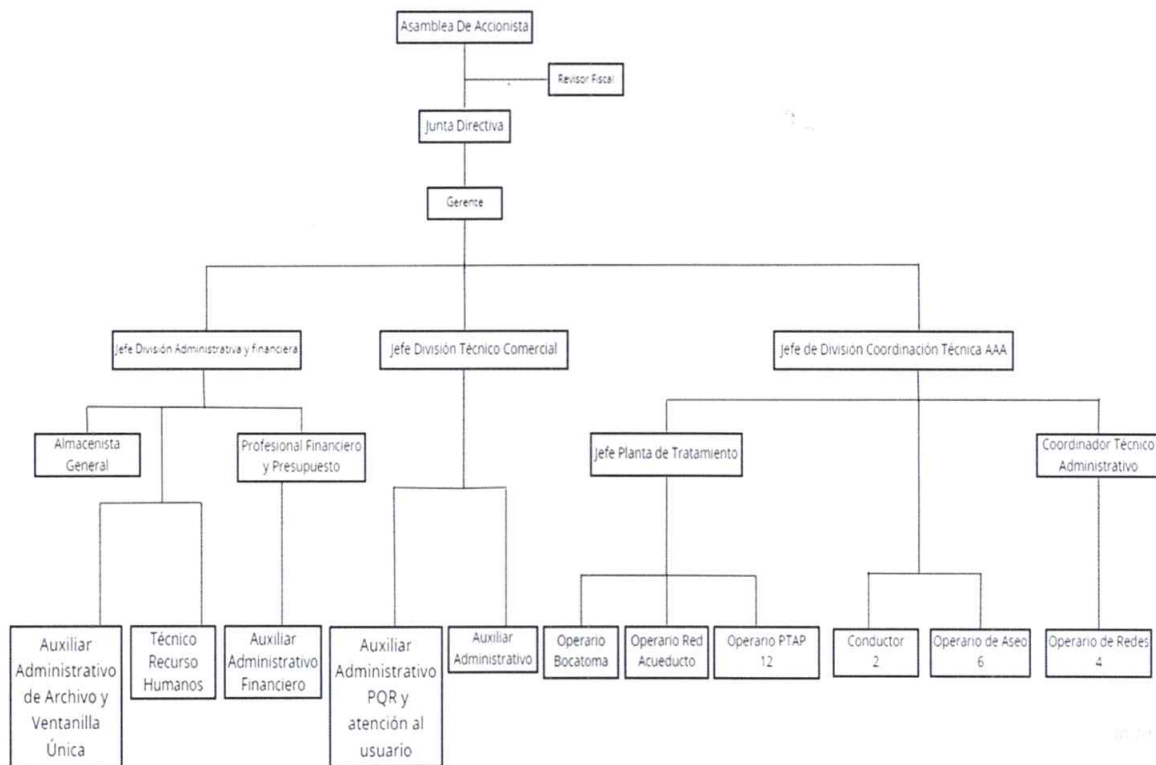 Asamblea De Accionista
Revisor Fiscal
Junta Directiva
Gerente
Jefe División Administrativa y financiera
Jefe División Técnico Comercial
Jefe de División Coordinación Técnica AAA
Almacenista
General
Profesional Financiero
y Presupuesto
Jefe Planta de Tratamiento
Coordinador Técnico
Administrativo
Auxiliar
Administrativo
de Archivo y
Ventanilla
Única
Técnico
Recurso
Humanos
Auxiliar
Administrativo
Financiero
Auxiliar
Administrativo
PQR y
atención al
usuario
Auxiliar
Administrativo
Operario
Bocatoma
Operario Red
Acueducto
Operario PTAP
12
Conductor
2
Operario de Aseo
6
Operario de Redes
4